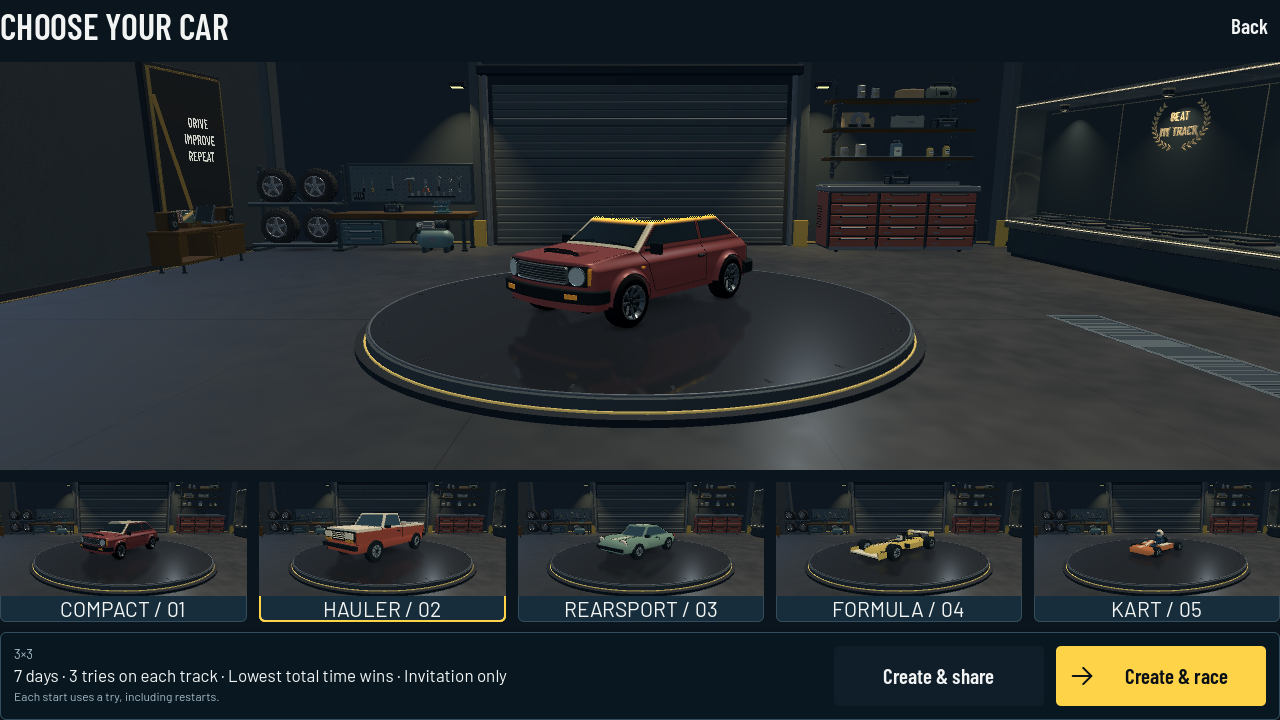 CHOOSE YOUR CAR
Back
DRIVE
IMPROVE
REPEAT
BEAT
MY TRACK
COMPACT / 01
HAULER / 02
REARSPORT / 03
FORMULA / 04
KART / 05
3×3
7 days · 3 tries on each track · Lowest total time wins · Invitation only
Each start uses a try, including restarts.
Create & share
Create & race